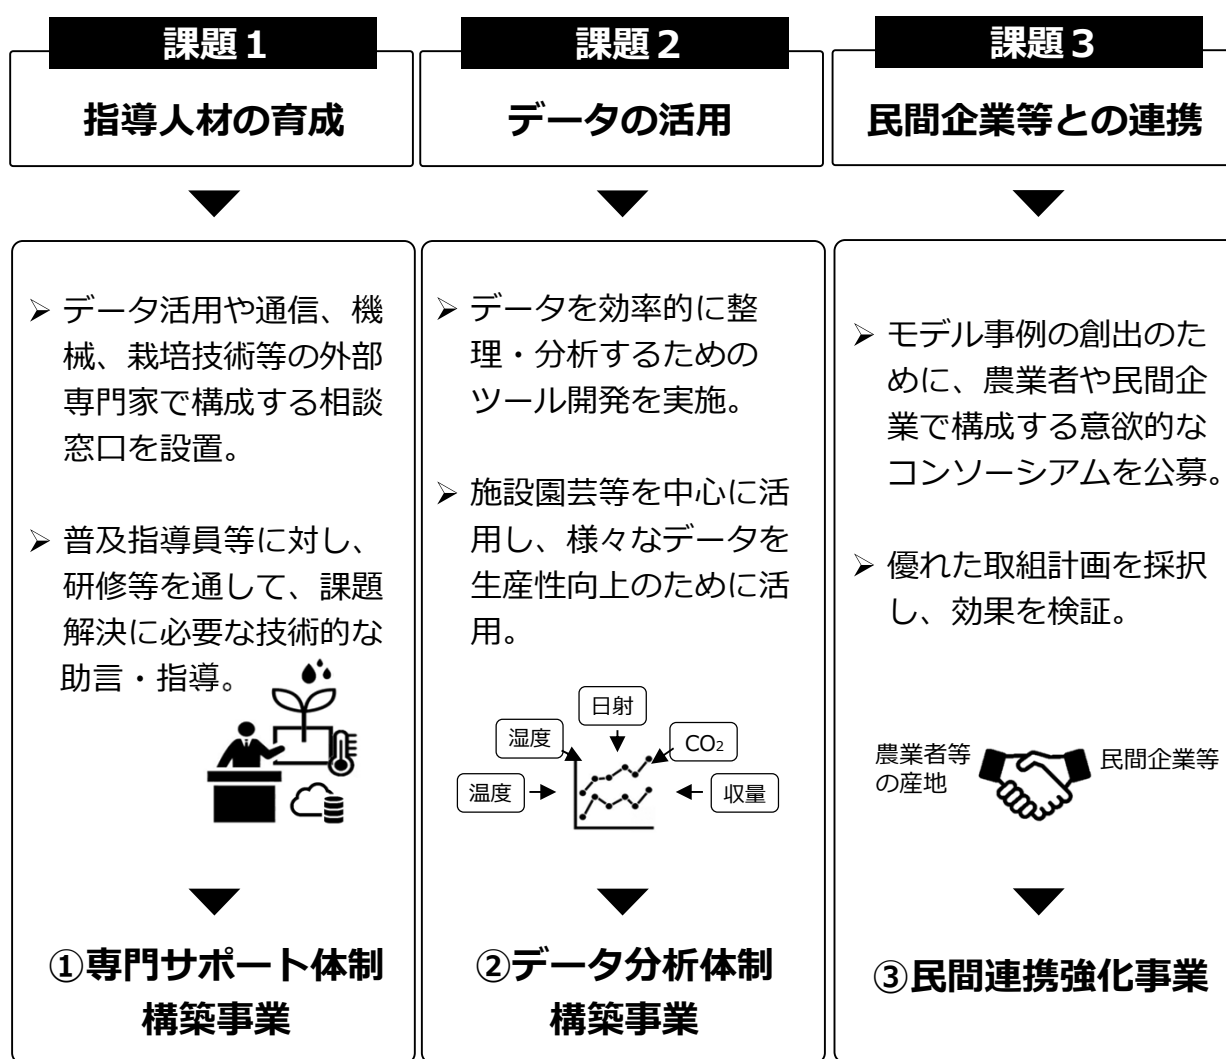 課題１
指導人材の育成
➢ データ活用や通信、機
械、栽培技術等の外部
専門家で構成する相談
窓口を設置。
➢ 普及指導員等に対し、
研修等を通して、課題
解決に必要な技術的な
助言・指導。
①専門サポート体制
構築事業
課題２
データの活用
➢ データを効率的に整
理・分析するための
ツール開発を実施。
➢ 施設園芸等を中心に活
用し、様々なデータを
生産性向上のために活
用。
日射
湿度
CO₂
温度
収量
②データ分析体制
構築事業
課題３
民間企業等との連携
➢ モデル事例の創出のた
めに、農業者や民間企
業で構成する意欲的な
コンソーシアムを公募。
➢ 優れた取組計画を採択
し、効果を検証。
農業者等
の産地
民間企業等
③民間連携強化事業